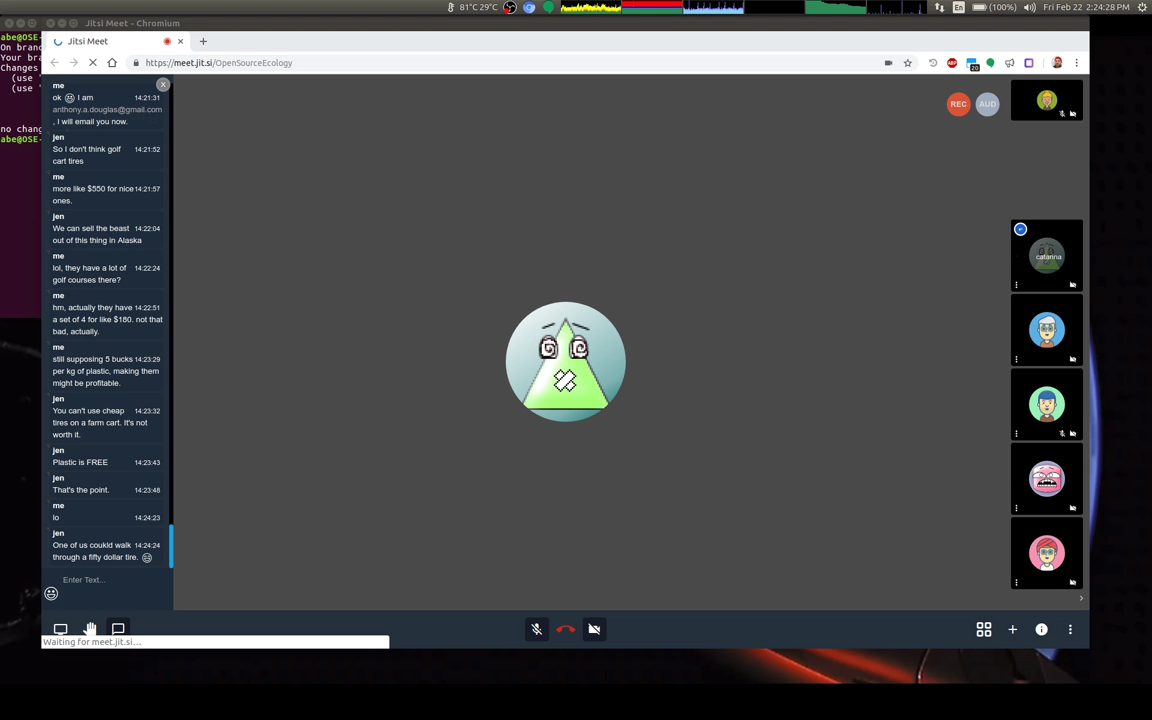 81°C 29°C
En
(100%)
Fri Feb 22 2:24:28 PM
Jitsi Meet - Chromium
abe@OSE-
On bran
Your bra
Changes
(use '
(use '
no chang
abe@OSE-
Jitsi Meet
https://meet.jit.si/OpenSourceEcology
ABP
20
X
me
ok I am 14:21:31
anthony.a.douglas@gmail.com
, I will email you now.
jen
So I don't think golf 14:21:52
cart tires
me
more like $550 for nice 14:21:57
ones.
jen
We can sell the beast 14:22:04
out of this thing in Alaska
me
lol, they have a lot of 14:22:24
golf courses there?
me
hm, actually they have 14:22:51
a set of 4 for like $180. not that
bad, actually.
me
still supposing 5 bucks 14:23:29
per kg of plastic, making them
might be profitable.
jen
You can't use cheap 14:23:32
tires on a farm cart. It's not
worth it.
jen
Plastic is FREE 14:23:43
jen
That's the point. 14:23:48
me
lo 14:24:23
jen
One of us coukld walk 14:24:24
through a fifty dollar tire.
Enter Text...
REC
AUD
catarina
Waiting for meet.jit.si...